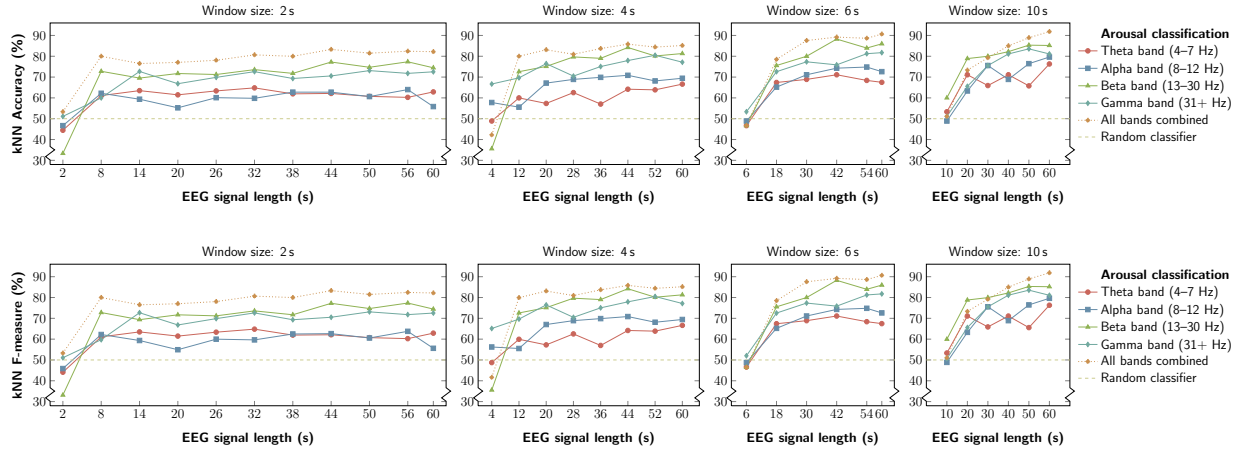 Window size: 2 s
Window size: 4 s
Window size: 6 s
Window size: 10 s
kNN Accuracy (%)
90
80
70
60
50
40
30
2 8 14 20 26 32 38 44 50 56 60
4 12 20 28 36 44 52 60
6 18 30 42 54 60
10 20 30 40 50 60
EEG signal length (s)
EEG signal length (s)
EEG signal length (s)
EEG signal length (s)
Arousal classification
Theta band (4–7 Hz)
Alpha band (8–12 Hz)
Beta band (13–30 Hz)
Gamma band (31+ Hz)
All bands combined
Random classifier
Window size: 2 s
Window size: 4 s
Window size: 6 s
Window size: 10 s
kNN F-measure (%)
90
80
70
60
50
40
30
2 8 14 20 26 32 38 44 50 56 60
4 12 20 28 36 44 52 60
6 18 30 42 54 60
10 20 30 40 50 60
EEG signal length (s)
EEG signal length (s)
EEG signal length (s)
EEG signal length (s)
Arousal classification
Theta band (4–7 Hz)
Alpha band (8–12 Hz)
Beta band (13–30 Hz)
Gamma band (31+ Hz)
All bands combined
Random classifier